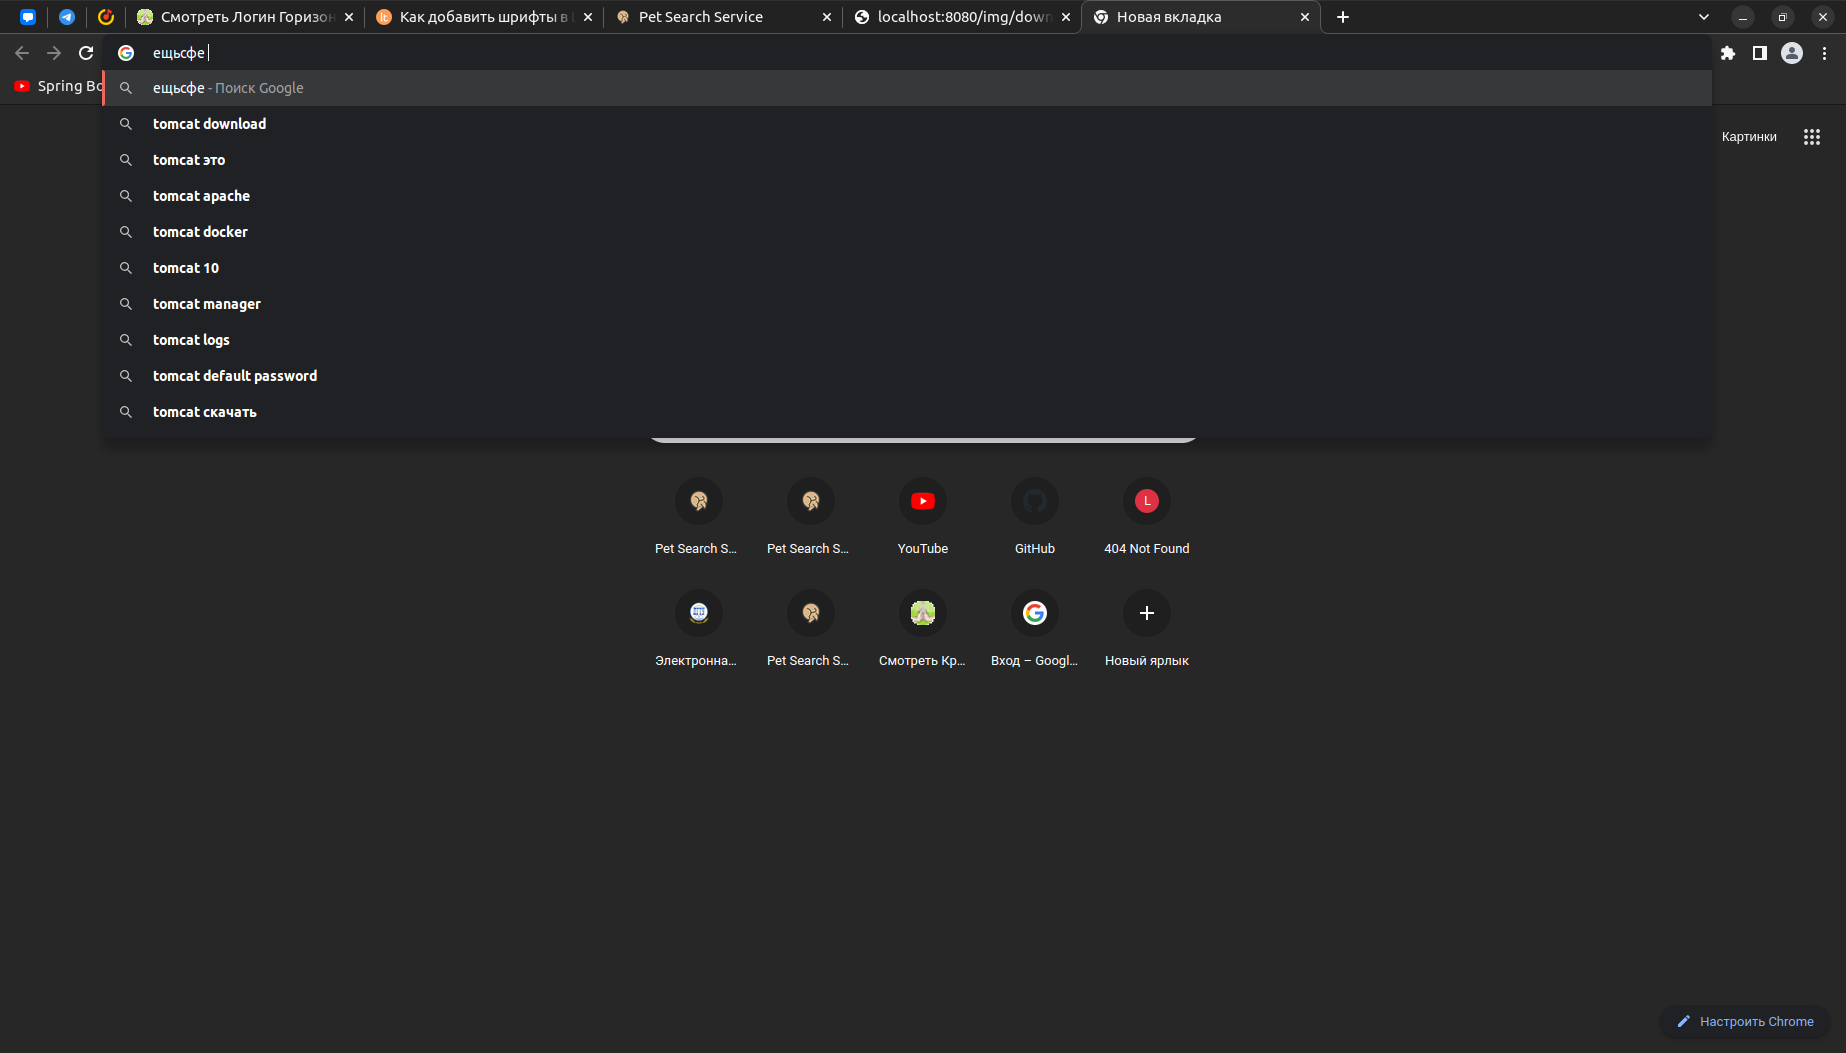 Смотреть Логин Горизон
Как добавить шрифты в
Pet Search Service
localhost:8080/img/down
Новая вкладка
ещьсфе
Spring Bo
ещьсфе - Поиск Google
tomcat download
tomcat это
tomcat apache
tomcat docker
tomcat 10
tomcat manager
tomcat logs
tomcat default password
tomcat скачать
Картинки
Pet Search S...
Pet Search S...
YouTube
GitHub
L
404 Not Found
Электронна...
Pet Search S...
Смотреть Кр...
Вход – Googl...
Новый ярлык
Настроить Chrome